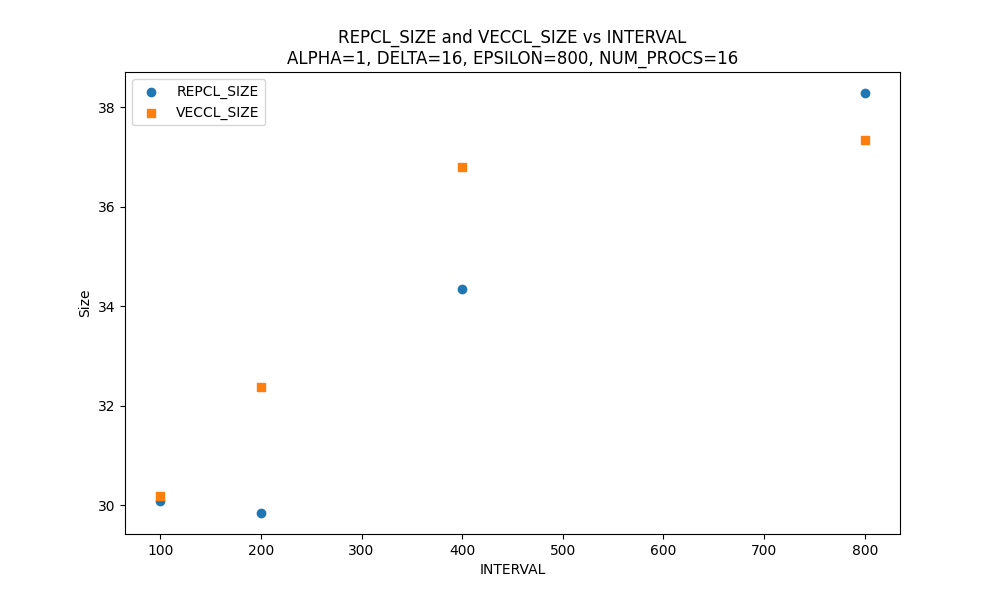 REPCL_SIZE and VECCL_SIZE vs INTERVAL
ALPHA=1, DELTA=16, EPSILON=800, NUM_PROCS=16
REPCL_SIZE
VECCL_SIZE
38
36
34
32
30
Size
100 200 300 400 500 600 700 800
INTERVAL